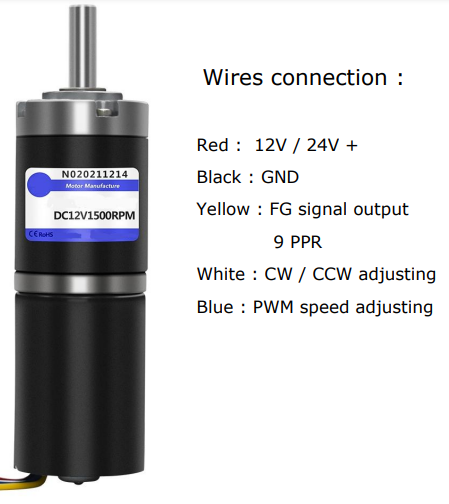 Wires connection :
Red : 12V / 24V +
Black : GND
Yellow : FG signal output
9 PPR
White : CW / CCW adjusting
Blue : PWM speed adjusting
N020211214
Motor Manufacture
DC12V1500RPM
CE RoHS